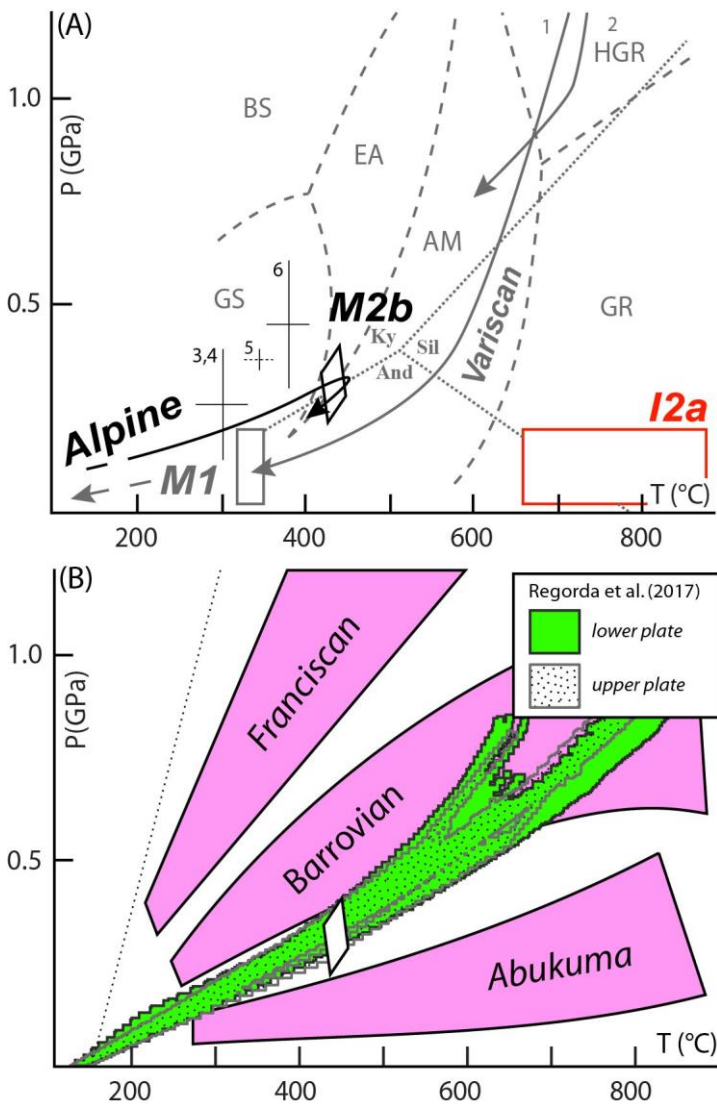 (A)
1
2
HGR
1.0
BS
P (GPa)
EA
AM
6
GS
M2b
0.5
Variscan
GR
5
Ky
Sil
3,4
And
I2a
Alpine
M1
T (°C)
200
400
600
800
(B)
Regorda et al. (2017)
lower plate
upper plate
1.0
P(GPa)
Franciscan
Barrovian
0.5
Abukuma
T (°C)
200
400
600
800